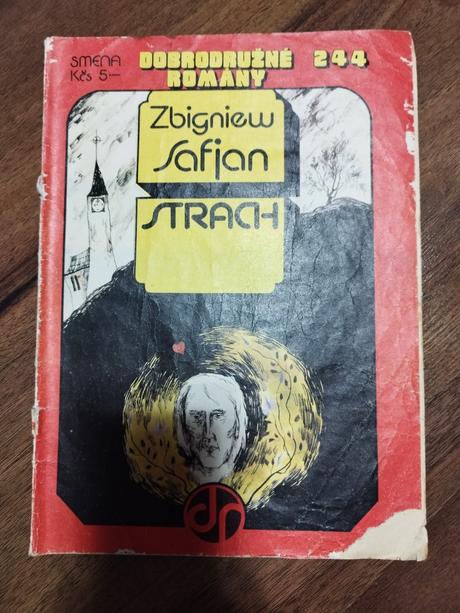 SMENA
Kčs 5·—
DOBRODRUŽNÉ 244
ROMÁNY
Zbigniew
Safjan
STRACH
dr